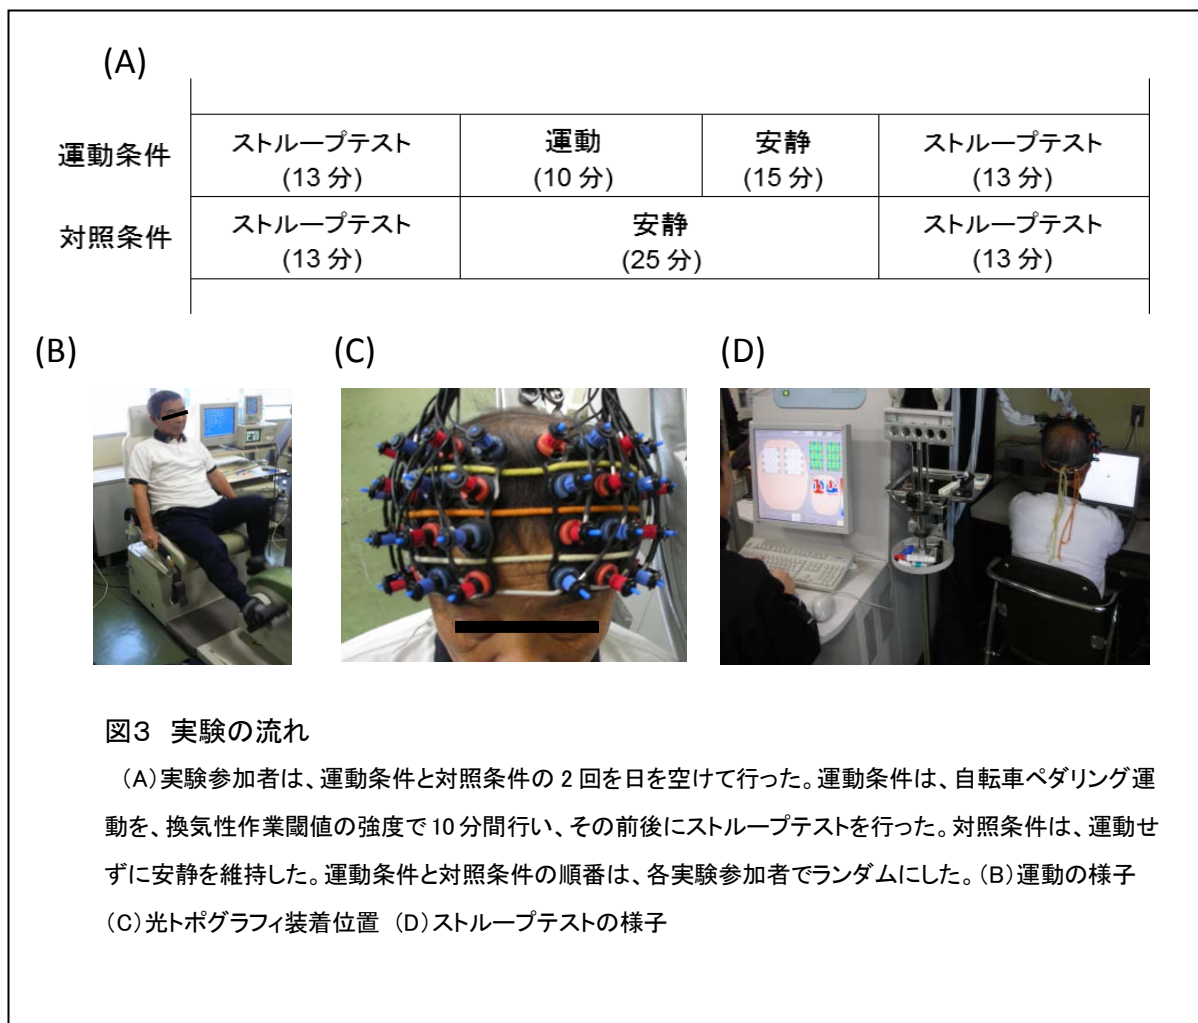 (A)
運動条件
ストループテスト
(13 分)
運動
(10 分)
安静
(15 分)
ストループテスト
(13 分)
対照条件
ストループテスト
(13 分)
安静
(25 分)
ストループテスト
(13 分)
(B)
(C)
(D)
図3 実験の流れ
(A)実験参加者は、運動条件と対照条件の 2 回を日を空けて行った。運動条件は、自転車ペダリング運
動を、換気性作業閾値の強度で 10 分間行い、その前後にストループテストを行った。対照条件は、運動せ
ずに安静を維持した。運動条件と対照条件の順番は、各実験参加者でランダムにした。(B)運動の様子
(C)光トポグラフィ装着位置 (D)ストループテストの様子